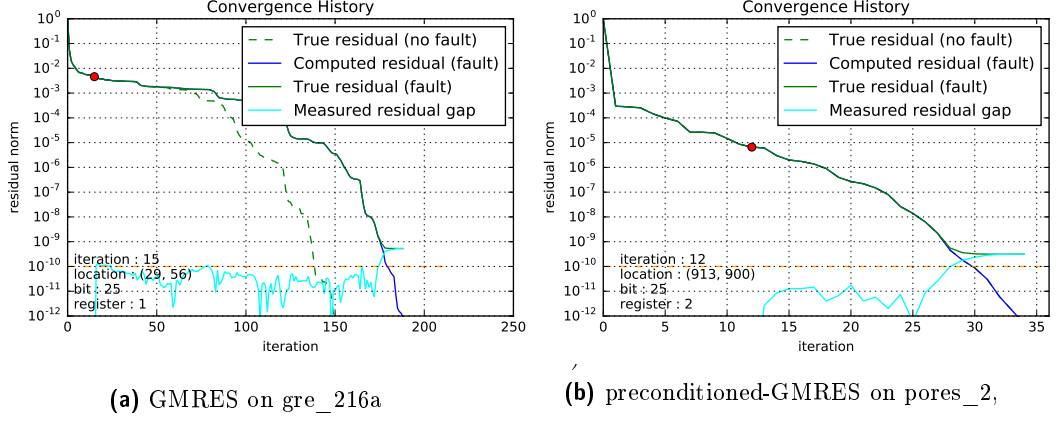 Convergence History
10^0
10^-1
10^-2
10^-3
10^-4
10^-5
10^-6
10^-7
10^-8
10^-9
10^-10
10^-11
10^-12
residual norm
True residual (no fault)
Computed residual (fault)
True residual (fault)
Measured residual gap
iteration : 15
location : (29, 56)
bit : 25
register : 1
0 50 100 150 200 250
iteration
(a) GMRES on gre_216a
Convergence History
10^0
10^-1
10^-2
10^-3
10^-4
10^-5
10^-6
10^-7
10^-8
10^-9
10^-10
10^-11
10^-12
residual norm
True residual (no fault)
Computed residual (fault)
True residual (fault)
Measured residual gap
iteration : 12
location : (913, 900)
bit : 25
register : 2
0 5 10 15 20 25 30 35
iteration
,
(b) preconditioned-GMRES on pores_2,